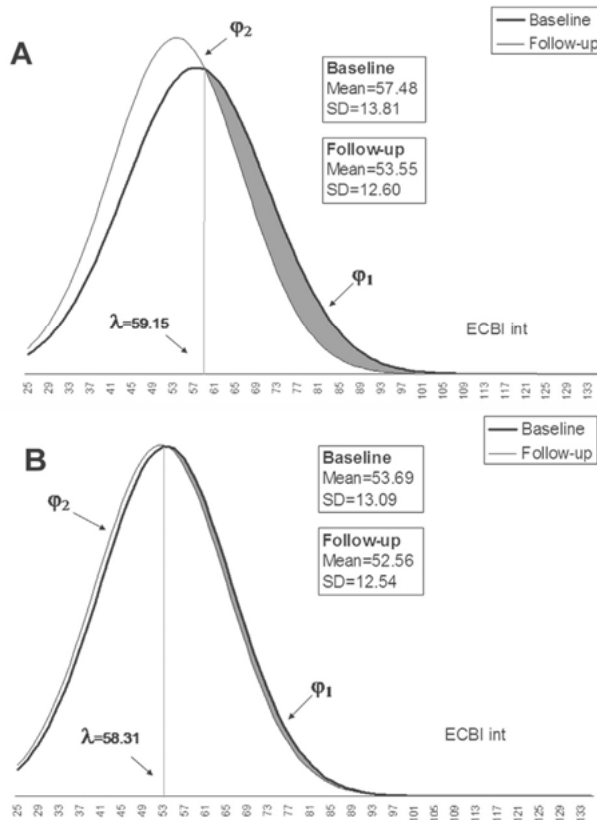 Baseline
Follow-up
A
φ2
Baseline
Mean=57.48
SD=13.81
Follow-up
Mean=53.55
SD=12.60
φ1
λ=59.15
ECBI int
25 29 33 37 41 45 49 53 57 61 65 69 73 77 81 85 89 93 97 101 105 109 113 117 121 125 129 133
Baseline
Follow-up
B
Baseline
Mean=53.69
SD=13.09
φ2
Follow-up
Mean=52.56
SD=12.54
φ1
λ=58.31
ECBI int
25 29 33 37 41 45 49 53 57 61 65 69 73 77 81 85 89 93 97 101 105 109 113 117 121 125 129 133